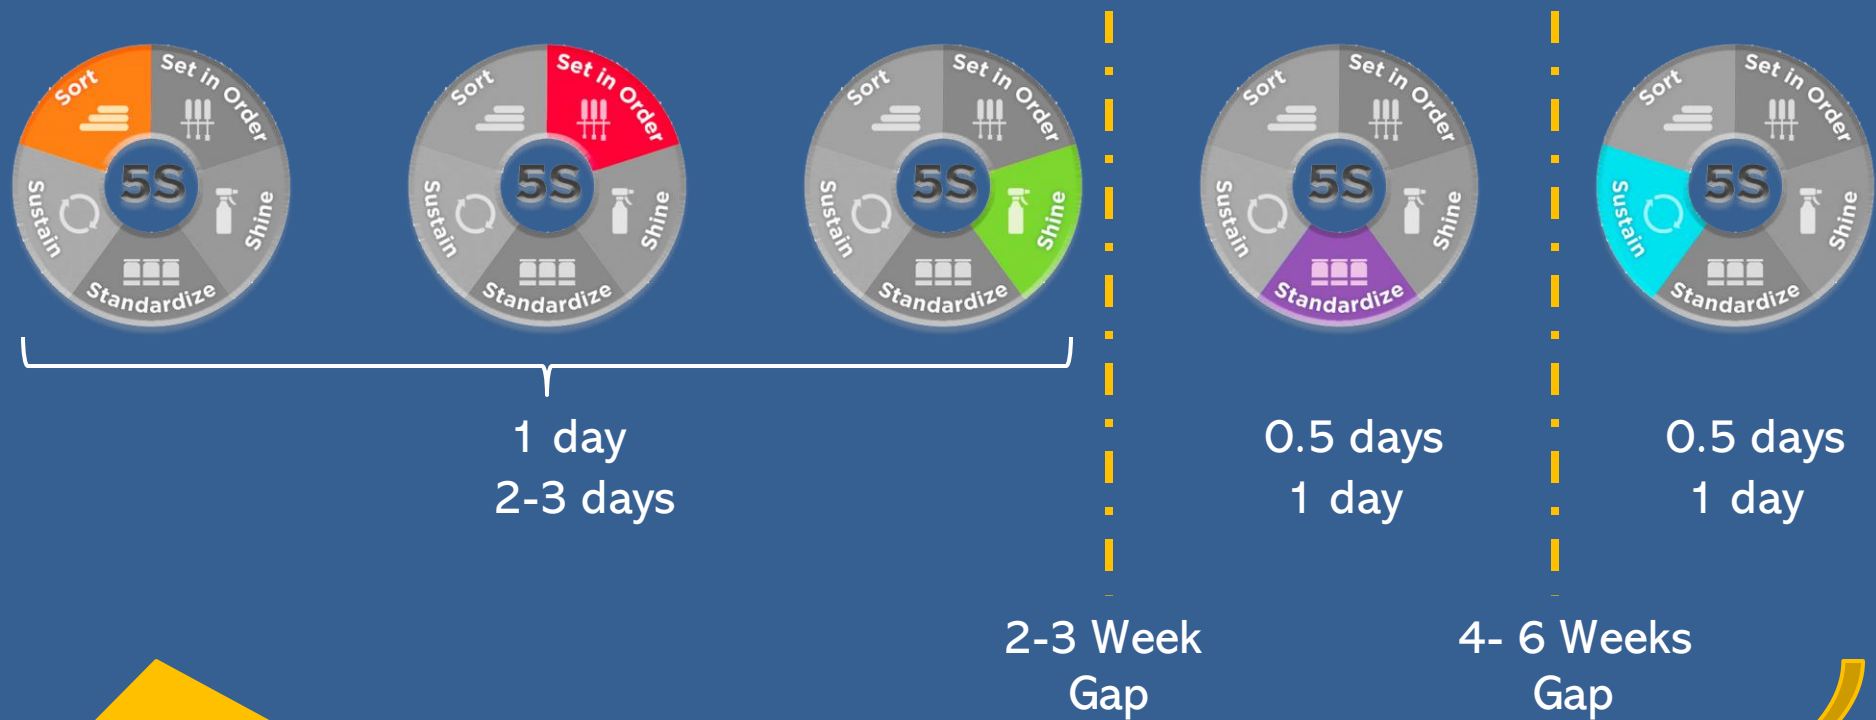 Sort
Set in Order
5S
Sustain
Shine
Standardize
Sort
Set in Order
5S
Sustain
Shine
Standardize
Sort
Set in Order
5S
Sustain
Shine
Standardize
Sort
Set in Order
5S
Sustain
Shine
Standardize
Sort
Set in Order
5S
Sustain
Shine
Standardize
1 day
2-3 days
0.5 days
1 day
0.5 days
1 day
2-3 Week
Gap
4- 6 Weeks
Gap